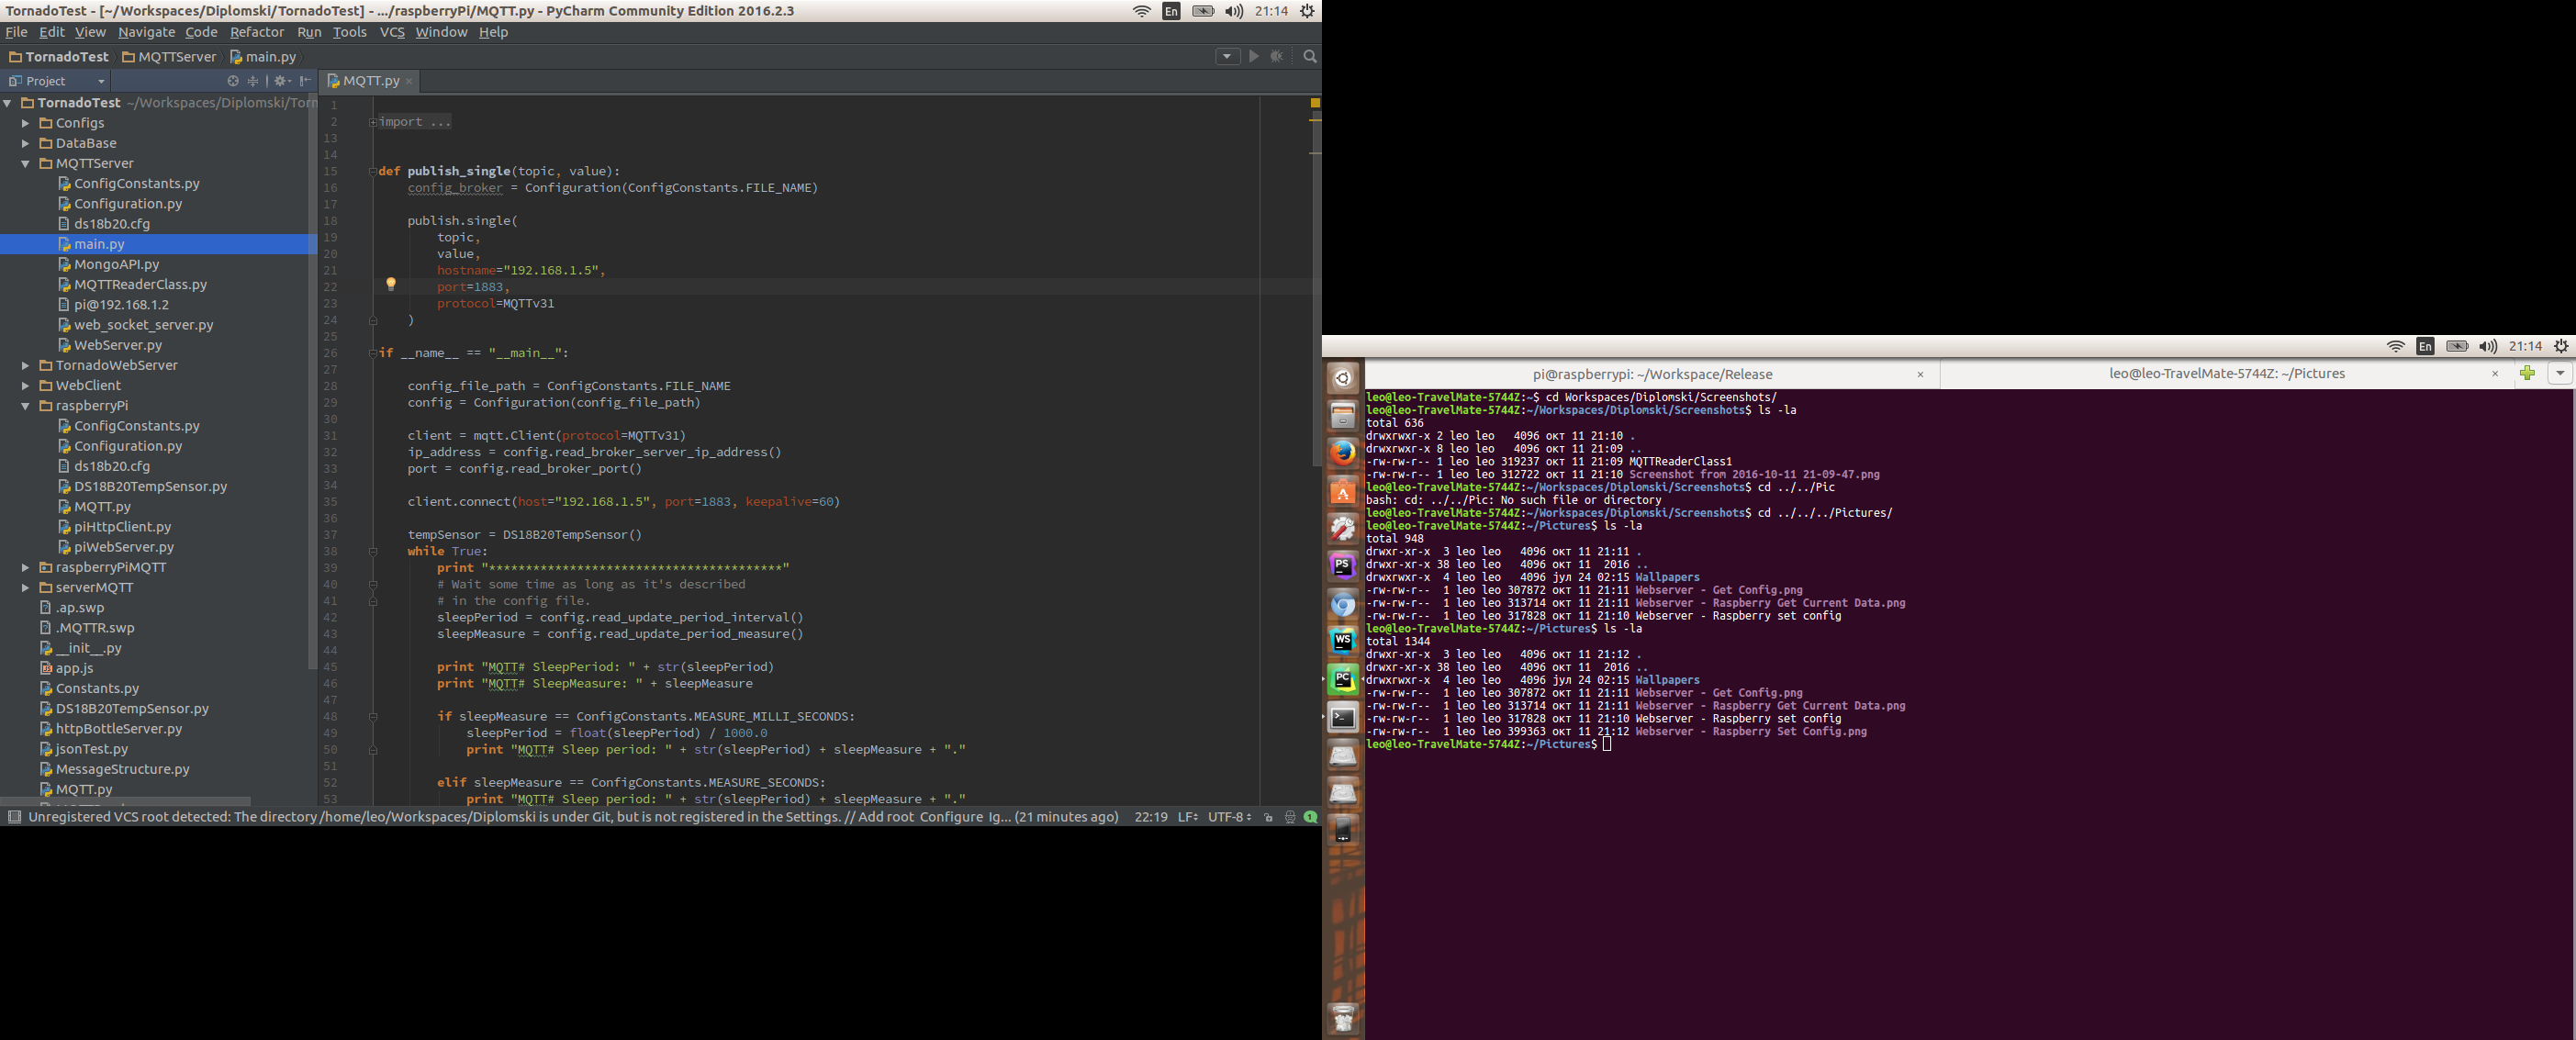 TornadoTest - [~/Workspaces/Diplomski/TornadoTest] - .../raspberryPi/MQTT.py - PyCharm Community Edition 2016.2.3
En
21:14
File Edit View Navigate Code Refactor Run Tools VCS Window Help
TornadoTest MQTTServer main.py
Project
TornadoTest ~/Workspaces/Diplomski/Torn
Configs
DataBase
MQTTServer
ConfigConstants.py
Configuration.py
ds18b20.cfg
main.py
MongoAPI.py
MQTTReaderClass.py
pi@192.168.1.2
web_socket_server.py
WebServer.py
TornadoWebServer
WebClient
raspberryPi
ConfigConstants.py
Configuration.py
ds18b20.cfg
DS18B20TempSensor.py
MQTT.py
piHttpClient.py
piWebServer.py
raspberryPiMQTT
serverMQTT
.ap.swp
.MQTTR.swp
__init__.py
app.js
Constants.py
DS18B20TempSensor.py
httpBottleServer.py
jsonTest.py
MessageStructure.py
MQTT.py
MQTT.py
1
2 import ...
13
14
15 def publish_single(topic, value):
16 config_broker = Configuration(ConfigConstants.FILE_NAME)
17
18 publish.single(
19 topic,
20 value,
21 hostname="192.168.1.5",
22 port=1883,
23 protocol=MQTTv31
24 )
25
26 if __name__ == "__main__":
27
28 config_file_path = ConfigConstants.FILE_NAME
29 config = Configuration(config_file_path)
30
31 client = mqtt.Client(protocol=MQTTv31)
32 ip_address = config.read_broker_server_ip_address()
33 port = config.read_broker_port()
34
35 client.connect(host="192.168.1.5", port=1883, keepalive=60)
36
37 tempSensor = DS18B20TempSensor()
38 while True:
39 print "****************************************"
40 # Wait some time as long as it's described
41 # in the config file.
42 sleepPeriod = config.read_update_period_interval()
43 sleepMeasure = config.read_update_period_measure()
44
45 print "MQTT# SleepPeriod: " + str(sleepPeriod)
46 print "MQTT# SleepMeasure: " + sleepMeasure
47
48 if sleepMeasure == ConfigConstants.MEASURE_MILLI_SECONDS:
49 sleepPeriod = float(sleepPeriod) / 1000.0
50 print "MQTT# Sleep period: " + str(sleepPeriod) + sleepMeasure + "."
51
52 elif sleepMeasure == ConfigConstants.MEASURE_SECONDS:
53 print "MQTT# Sleep period: " + str(sleepPeriod) + sleepMeasure + "."
Unregistered VCS root detected: The directory /home/leo/Workspaces/Diplomski is under Git, but is not registered in the Settings. // Add root Configure Ig... (21 minutes ago) 22:19 LF UTF-8 1
En 21:14
pi@raspberrypi: ~/Workspace/Release
leo@leo-TravelMate-5744Z: ~/Pictures
leo@leo-TravelMate-5744Z:~$ cd Workspaces/Diplomski/Screenshots/
leo@leo-TravelMate-5744Z:~/Workspaces/Diplomski/Screenshots$ ls -la
total 636
drwxrwxr-x 2 leo leo 4096 окт 11 21:10 .
drwxrwxr-x 8 leo leo 4096 окт 11 21:09 ..
-rw-rw-r-- 1 leo leo 319237 окт 11 21:09 MQTTReaderClass1
-rw-rw-r-- 1 leo leo 312722 окт 11 21:10 Screenshot from 2016-10-11 21-09-47.png
leo@leo-TravelMate-5744Z:~/Workspaces/Diplomski/Screenshots$ cd ../../Pic
bash: cd: ../../Pic: No such file or directory
leo@leo-TravelMate-5744Z:~/Workspaces/Diplomski/Screenshots$ cd ../../../Pictures/
leo@leo-TravelMate-5744Z:~/Pictures$ ls -la
total 948
drwxr-xr-x 3 leo leo 4096 окт 11 21:11 .
drwxr-xr-x 38 leo leo 4096 окт 11 2016 ..
drwxrwxr-x 4 leo leo 4096 јул 24 02:15 Wallpapers
-rw-rw-r-- 1 leo leo 307872 окт 11 21:11 Webserver - Get Config.png
-rw-rw-r-- 1 leo leo 313714 окт 11 21:11 Webserver - Raspberry Get Current Data.png
-rw-rw-r-- 1 leo leo 317828 окт 11 21:10 Webserver - Raspberry set config
leo@leo-TravelMate-5744Z:~/Pictures$ ls -la
total 1344
drwxr-xr-x 3 leo leo 4096 окт 11 21:12 .
drwxr-xr-x 38 leo leo 4096 окт 11 2016 ..
drwxrwxr-x 4 leo leo 4096 јул 24 02:15 Wallpapers
-rw-rw-r-- 1 leo leo 307872 окт 11 21:11 Webserver - Get Config.png
-rw-rw-r-- 1 leo leo 313714 окт 11 21:11 Webserver - Raspberry Get Current Data.png
-rw-rw-r-- 1 leo leo 317828 окт 11 21:10 Webserver - Raspberry set config
-rw-rw-r-- 1 leo leo 399363 окт 11 21:12 Webserver - Raspberry Set Config.png
leo@leo-TravelMate-5744Z:~/Pictures$
PS
WS
PC